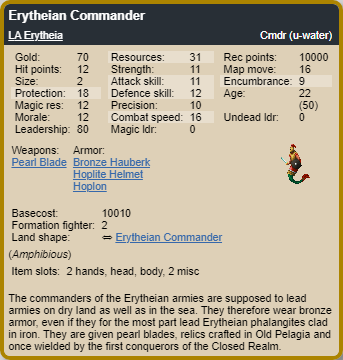 Erytheian Commander
LA Erytheia Cmdr (u-water)
Gold: 70 Resources: 31 Rec points: 10000
Hit points: 12 Strength: 11 Map move: 16
Size: 2 Attack skill: 11 Encumbrance: 9
Protection: 18 Defence skill: 12 Age: 22
Magic res: 12 Precision: 10 (50)
Morale: 12 Combat speed: 16 Undead ldr: 0
Leadership: 80 Magic ldr: 0
Weapons: Armor:
Pearl Blade Bronze Hauberk
Hoplite Helmet
Hoplon
Basecost: 10010
Formation fighter: 2
Land shape: ⇔ Erytheian Commander
(Amphibious)
Item slots: 2 hands, head, body, 2 misc
The commanders of the Erytheian armies are supposed to lead
armies on dry land as well as in the sea. They therefore wear bronze
armor, even if they for the most part lead Erytheian phalangites clad
in iron. They are given pearl blades, relics crafted in Old Pelagia and
once wielded by the first conquerors of the Closed Realm.